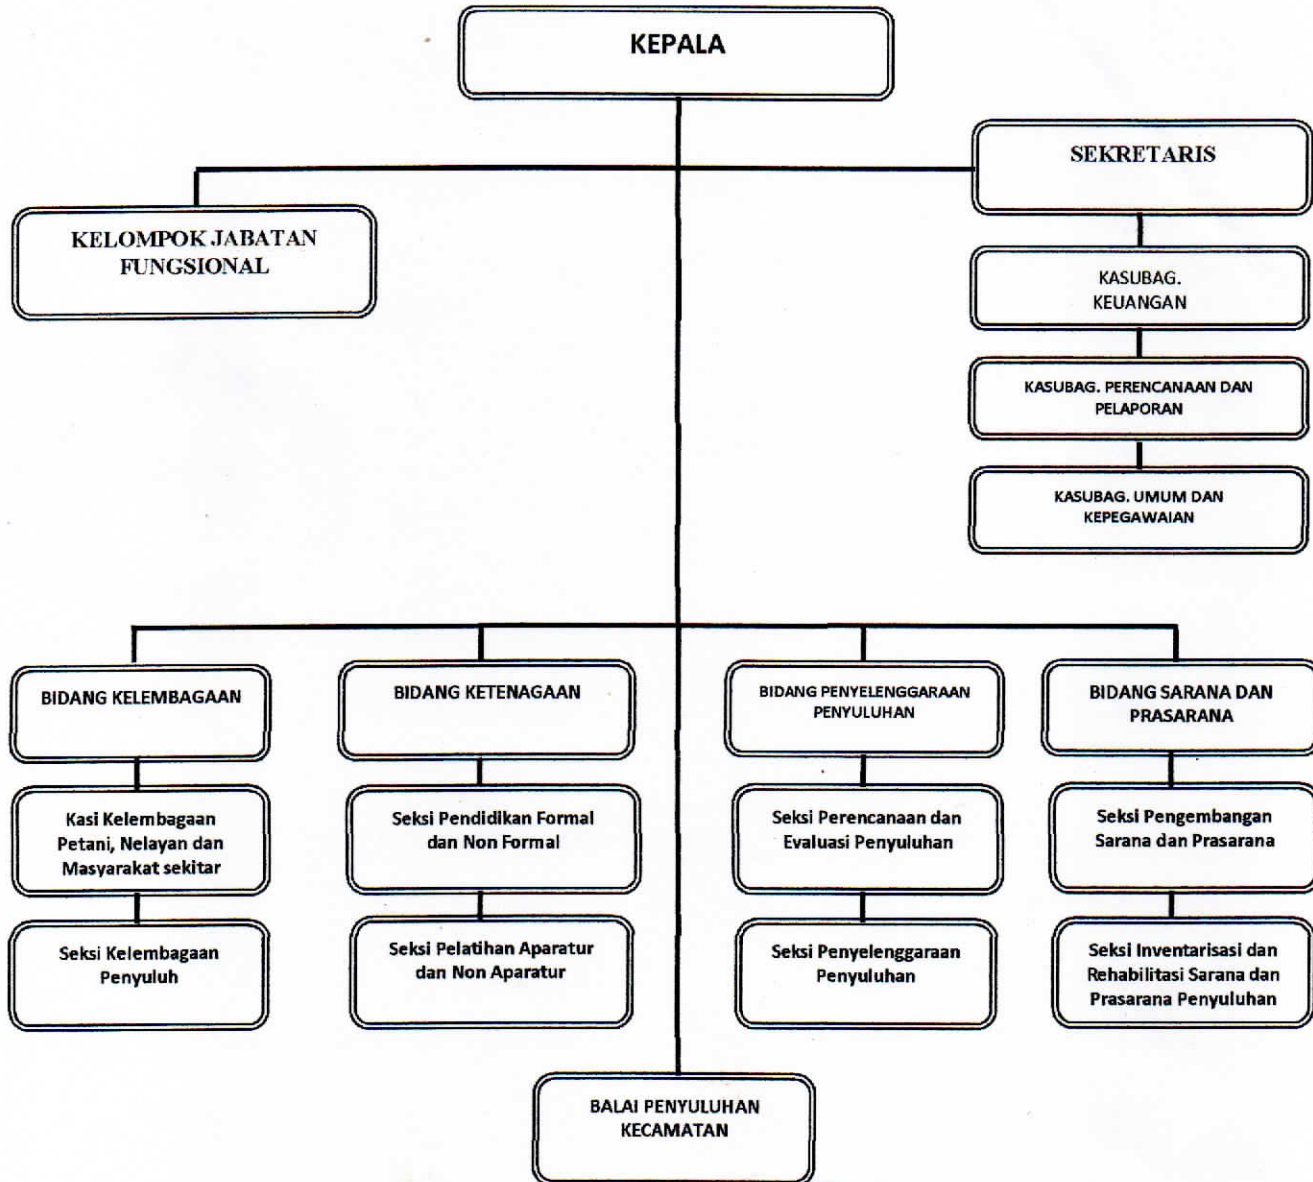 KEPALA
SEKRETARIS
KELOMPOK JABATAN
FUNGSIONAL
KASUBAG.
KEUANGAN
KASUBAG. PERENCANAAN DAN
PELAPORAN
KASUBAG. UMUM DAN
KEPEGAWAIAN
BIDANG KELEMBAGAAN
BIDANG KETENAGAAN
BIDANG PENYELENGGARAAN
PENYULUHAN
BIDANG SARANA DAN
PRASARANA
Kasi Kelembagaan
Petani, Nelayan dan
Masyarakat sekitar
Seksi Pendidikan Formal
dan Non Formal
Seksi Perencanaan dan
Evaluasi Penyuluhan
Seksi Pengembangan
Sarana dan Prasarana
Seksi Kelembagaan
Penyuluh
Seksi Pelatihan Aparatur
dan Non Aparatur
Seksi Penyelenggaraan
Penyuluhan
Seksi Inventarisasi dan
Rehabilitasi Sarana dan
Prasarana Penyuluhan
BALAI PENYULUHAN
KECAMATAN